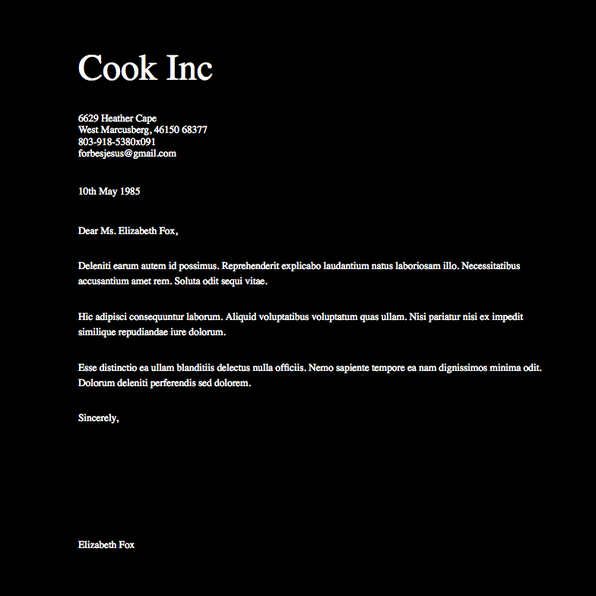 Cook Inc
6629 Heather Cape
West Marcusberg, 46150 68377
803-918-5380x091
forbesjesus@gmail.com
10th May 1985
Dear Ms. Elizabeth Fox,
Deleniti earum autem id possimus. Reprehenderit explicabo laudantium natus laboriosam illo. Necessitatibus
accusantium amet rem. Soluta odit sequi vitae.
Hic adipisci consequuntur laborum. Aliquid voluptatibus voluptatum quas ullam. Nisi pariatur nisi ex impedit
similique repudiandae iure dolorum.
Esse distinctio ea ullam blanditiis delectus nulla officiis. Nemo sapiente tempore ea nam dignissimos minima odit.
Dolorum deleniti perferendis sed dolorem.
Sincerely,
Elizabeth Fox